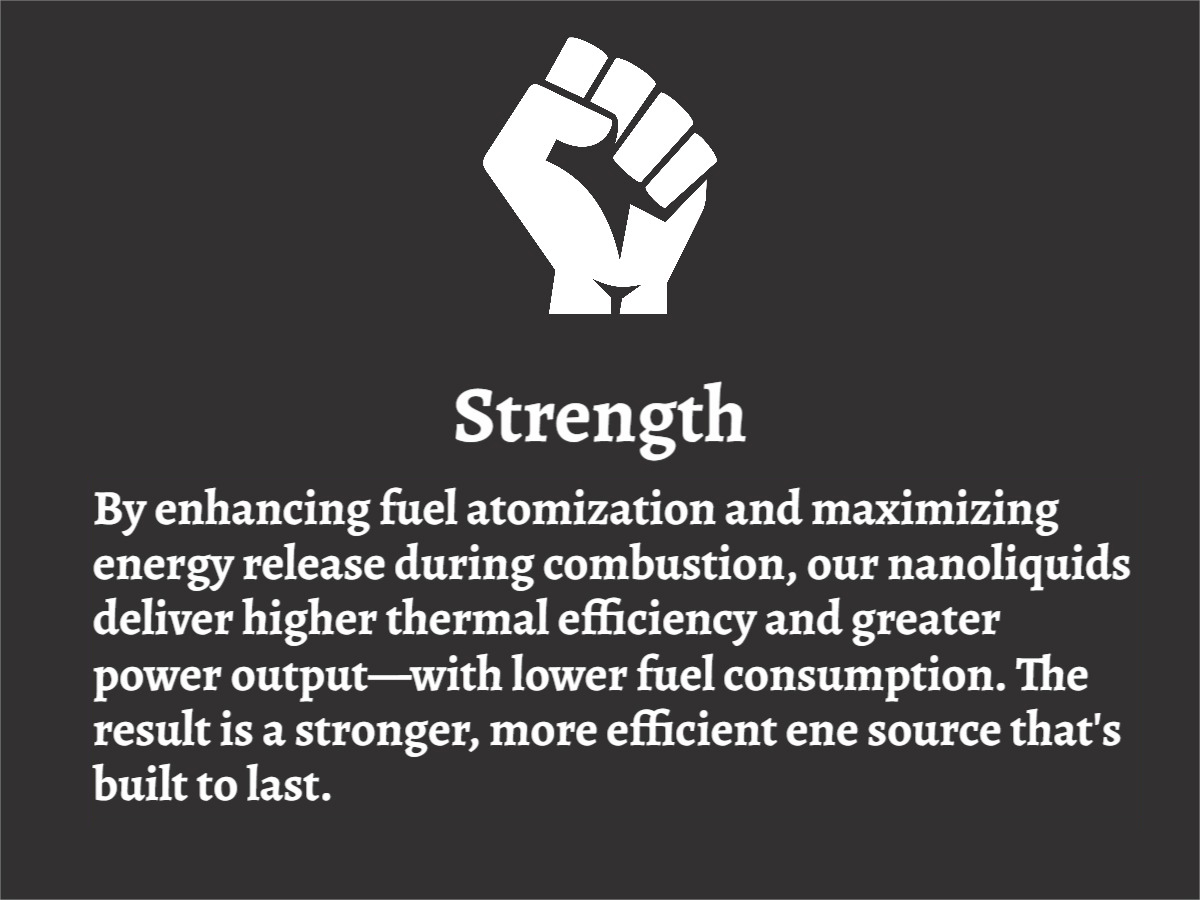 Strength
By enhancing fuel atomization and maximizing
energy release during combustion, our nanoliquids
deliver higher thermal efficiency and greater
power output—with lower fuel consumption. The
result is a stronger, more efficient ene source that's
built to last.